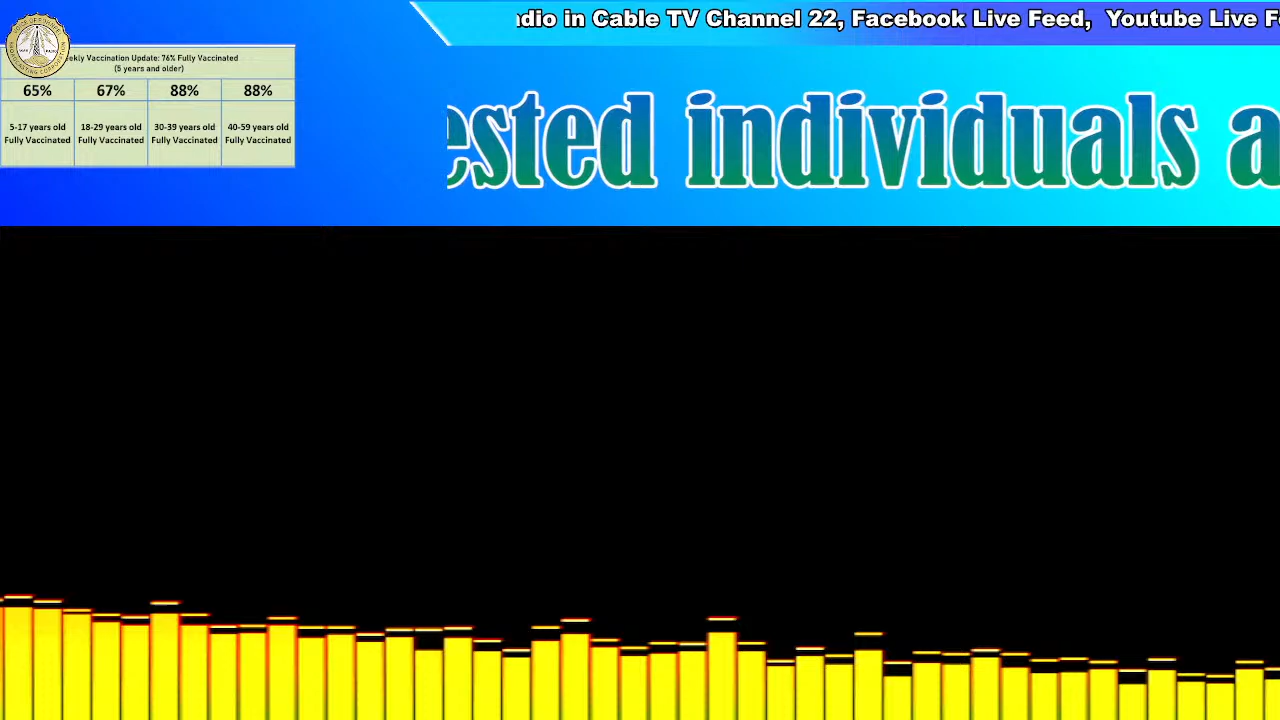 dio in Cable TV Channel 22, Facebook Live Feed, Youtube Live F
ekly Vaccination Update: 76% Fully Vaccinated
(5 years and older)
65% 67% 88% 88%
5-17 years old 18-29 years old 30-39 years old 40-59 years old
Fully Vaccinated Fully Vaccinated Fully Vaccinated Fully Vaccinated
ested individuals a